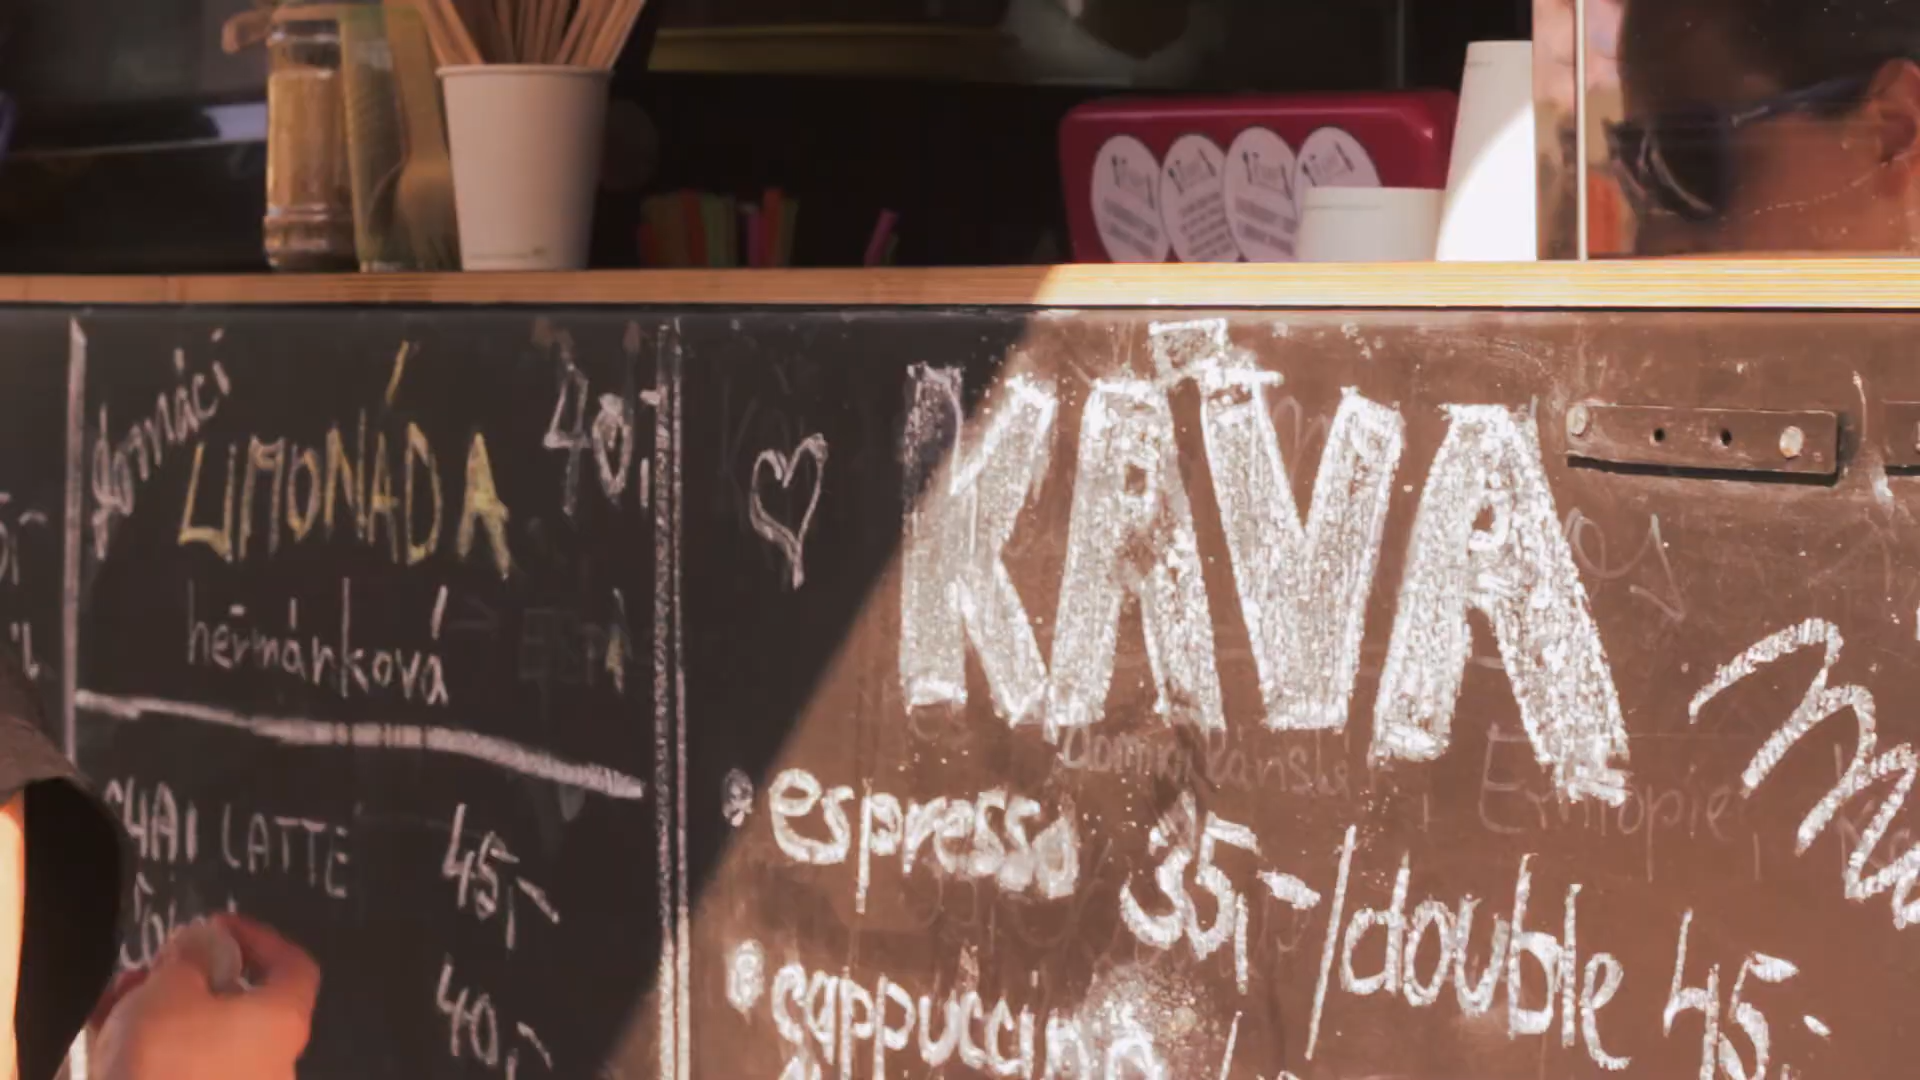 domácí
LIMONÁDA 40,-
heřmánková
CHAI LATTE 45,-
40,-
KÁVA
espresso 35,-/double 45,-
cappuccino